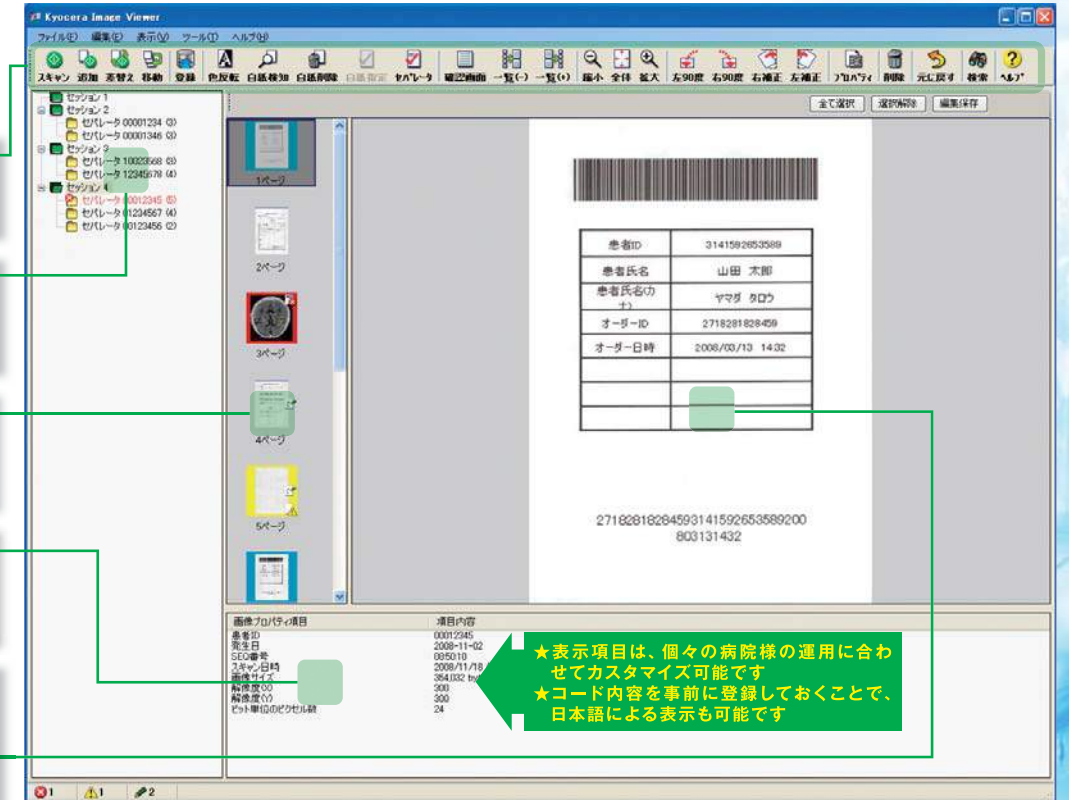 Kyocera Image Viewer
ファイル(F) 編集(E) 表示(V) ツール(T) ヘルプ(H)
スキャン 追加 差替え 移動 登録 色反転 白紙検知 白紙削除 白紙指定 セパレータ 確認画面 一覧(-) 一覧(+) 縮小 全体 拡大 左90度 右90度 右補正 左補正 プロパティ 削除 元に戻す 検索 ヘルプ
全て選択 選択解除 編集保存
セッション 1
セッション 2
セパレータ 00001234 (3)
セパレータ 00001346 (3)
セッション 3
セパレータ 10023568 (3)
セパレータ 12345678 (4)
セッション 4
セパレータ 00012345 (5)
セパレータ 01234567 (4)
セパレータ 00123456 (2)
1ページ
2ページ
3ページ
4ページ
5ページ
患者ID 3141592653589
患者氏名 山田 太郎
患者氏名(カ
ナ) ヤマダ タロウ
オーダーID 2718281828459
オーダー日時 2008/03/13 14:32
27182818284593141592653589200
803131432
画像プロパティ項目 項目内容
患者ID 00012345
発生日 2008-11-02
SEQ番号 085010
スキャン日時 2008/11/18
画像サイズ 354,032
解像度(X) 300
解像度(Y) 300
ビット単位のピクセル数 24
★表示項目は、個々の病院様の運用に合わ
せてカスタマイズ可能です
★コード内容を事前に登録しておくことで、
日本語による表示も可能です
1 1 2